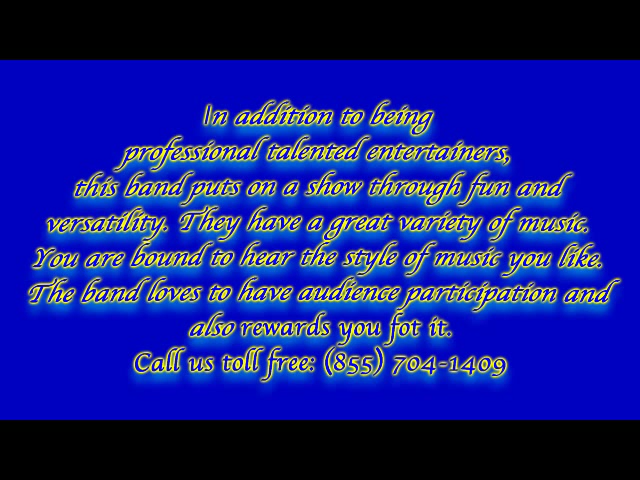 In addition to being
professional talented entertainers,
this band puts on a show through fun and
versatility. They have a great variety of music.
You are bound to hear the style of music you like.
The band loves to have audience participation and
also rewards you fot it.
Call us toll free: (855) 704-1409